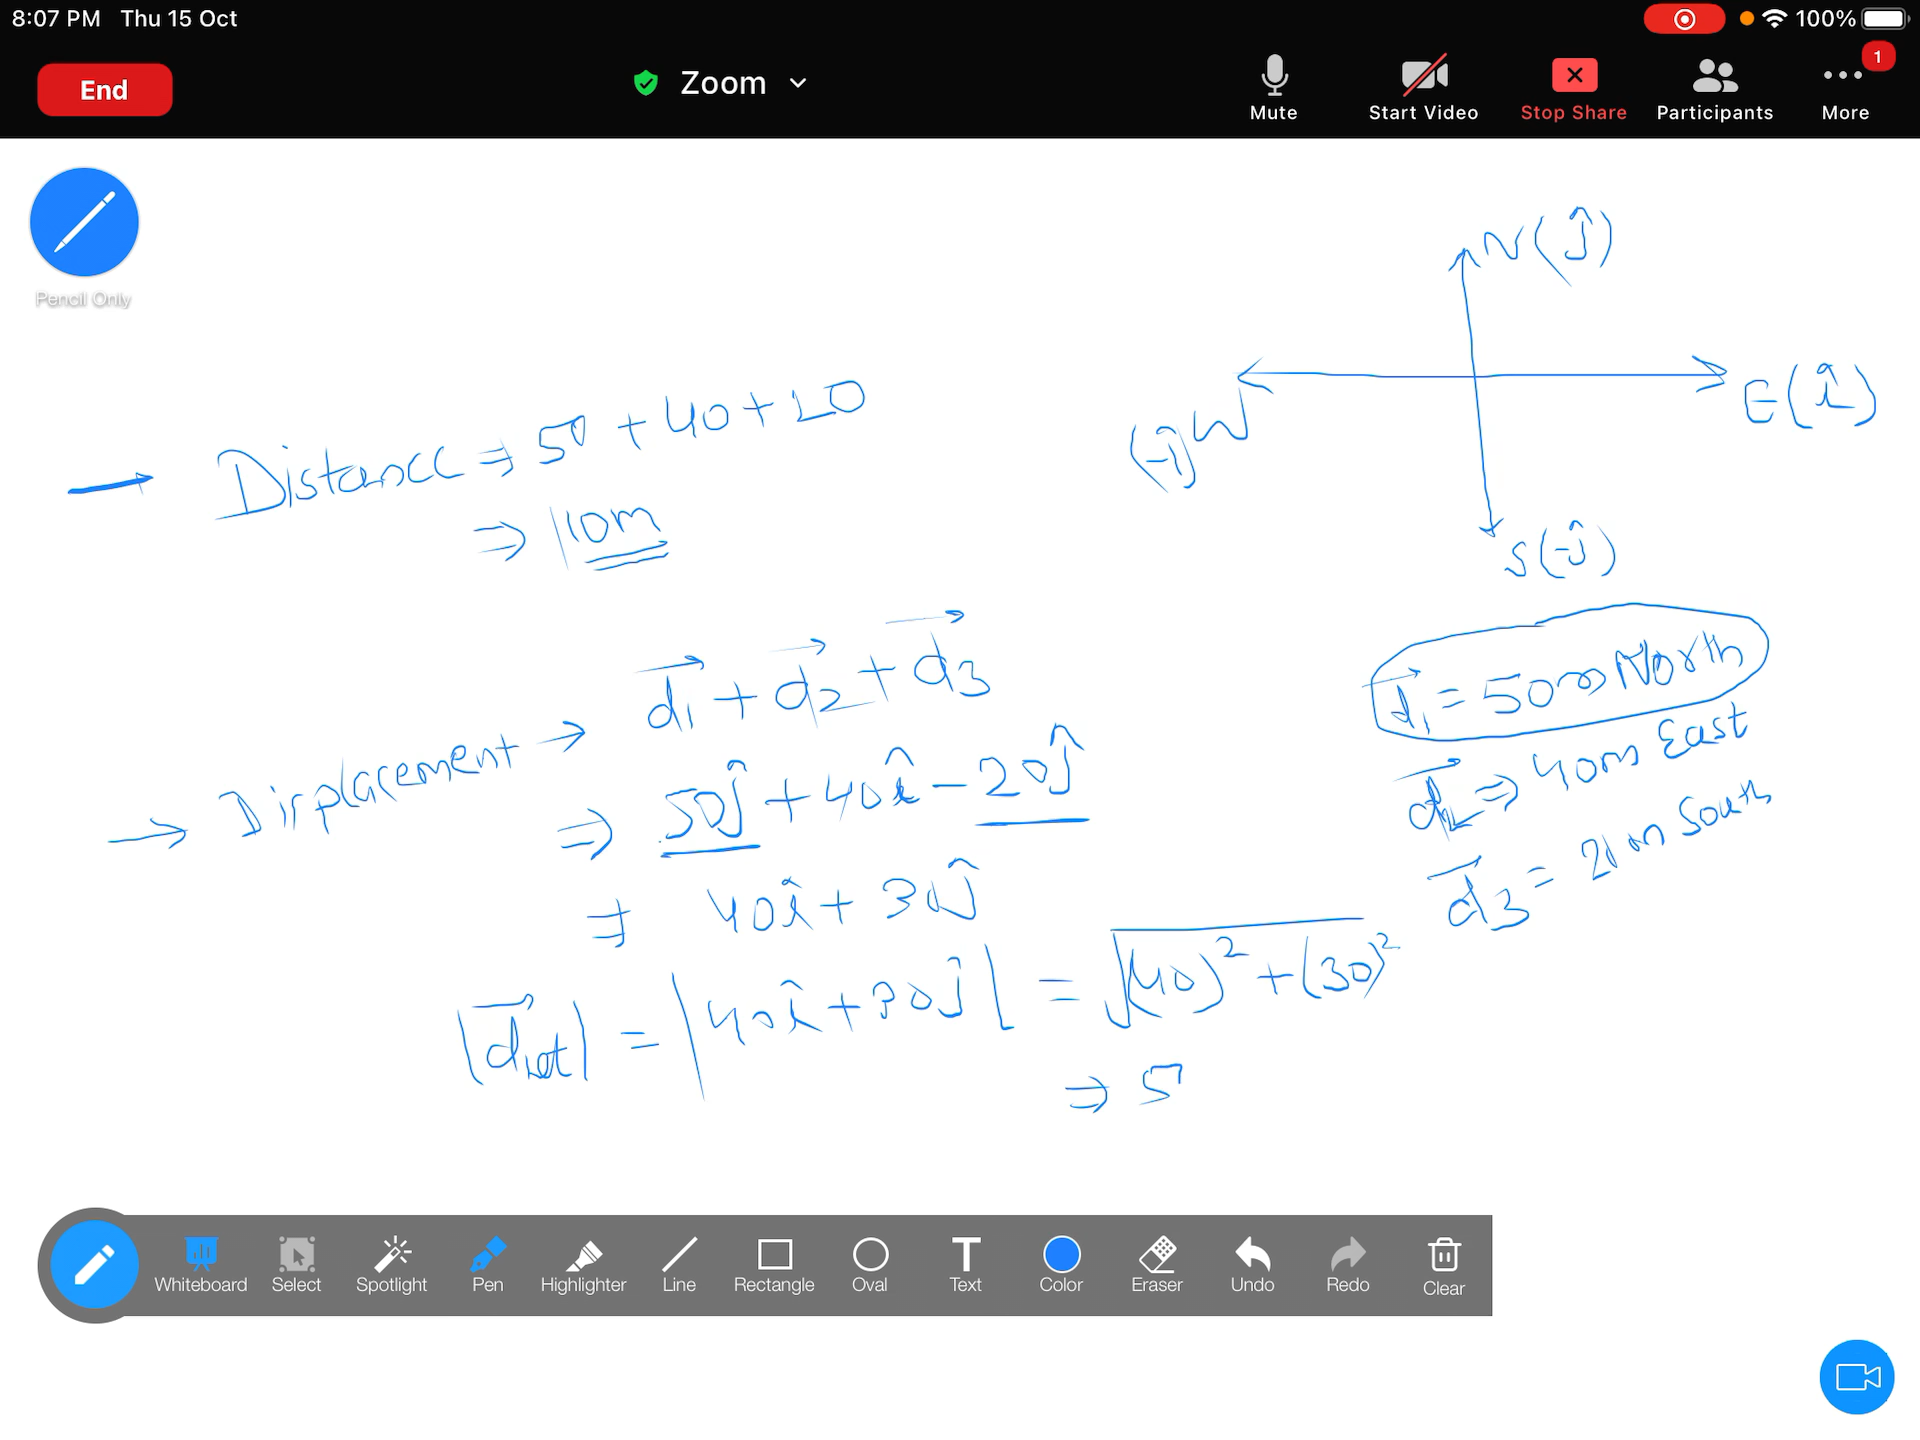 8:07 PM Thu 15 Oct
100%
End
Zoom
Mute
Start Video
Stop Share
Participants
More
1
Pencil Only
N(ĵ)
E(î)
(-î)W
S(-ĵ)
Distance ⇒ 50 + 40 + 20
⇒ 110m
Displacement → d⃗₁ + d⃗₂ + d⃗₃
⇒ 50ĵ + 40î − 20ĵ
⇒ 40î + 30ĵ
|d⃗net| = |40î + 30ĵ| = √(40)² + (30)²
⇒ 5
d⃗₁ = 50m North
d⃗₂ ⇒ 40m East
d⃗₃ = 20m South
Whiteboard
Select
Spotlight
Pen
Highlighter
Line
Rectangle
Oval
T
Text
Color
Eraser
Undo
Redo
Clear